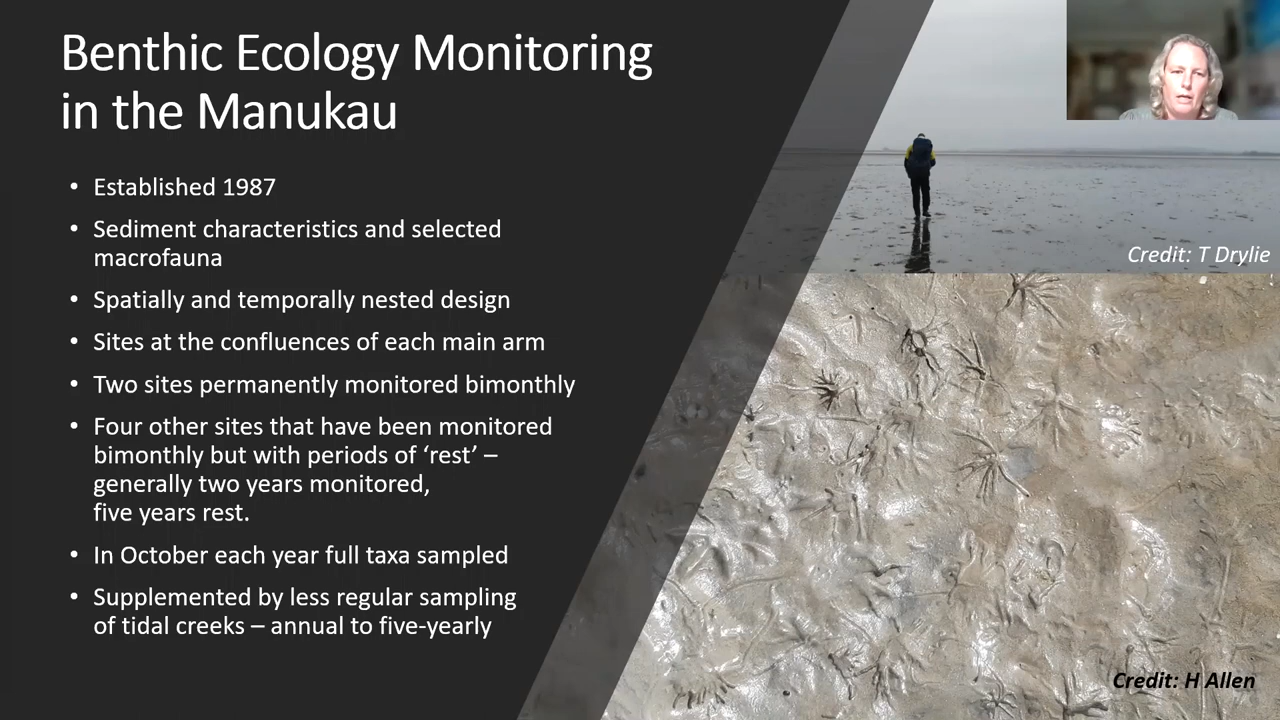 Benthic Ecology Monitoring
in the Manukau
• Established 1987
• Sediment characteristics and selected
macrofauna
• Spatially and temporally nested design
• Sites at the confluences of each main arm
• Two sites permanently monitored bimonthly
• Four other sites that have been monitored
bimonthly but with periods of ‘rest’ –
generally two years monitored,
five years rest.
• In October each year full taxa sampled
• Supplemented by less regular sampling
of tidal creeks – annual to five-yearly
Credit: T Drylie
Credit: H Allen